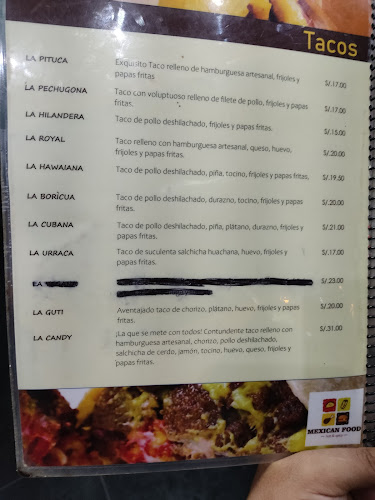 Tacos
LA PITUCA Exquisito Taco relleno de hamburguesa artesanal, frijoles y S/.17.00
papas fritas
LA PECHUGONA Taco con voluptuoso relleno de filete de pollo, frijoles y papas S/.17.00
fritas.
LA HILANDERA Taco de pollo deshilachado, frijoles y papas fritas. S/.15.00
LA ROYAL Taco relleno con hamburguesa artesanal, queso, huevo, S/.20.00
frijoles y papas fritas.
LA HAWAIANA Taco de pollo deshilachado, piña, tocino, frijoles y papas fritas. S/.19.50
LA BORICUA Taco de pollo deshilachado, durazno, tocino, frijoles y papas S/.20.00
fritas.
LA CUBANA Taco de pollo deshilachado, piña, plátano, durazno, frijoles y S/.21.00
papas fritas.
LA URRACA Taco de suculenta salchicha huachana, huevo, frijoles y S/.17.00
papas fritas.
LA S/.23.00
LA GUTI Aventajado taco de chorizo, plátano, huevo, frijoles y papas S/.20.00
fritas.
LA CANDY ¡La que se mete con todos! Contundente taco relleno con S/.31.00
hamburguesa artesanal, chorizo, pollo deshilachado,
salchicha de cerdo, jamón, tocino, huevo, queso, frijoles y
papas fritas.
MEXICAN FOOD